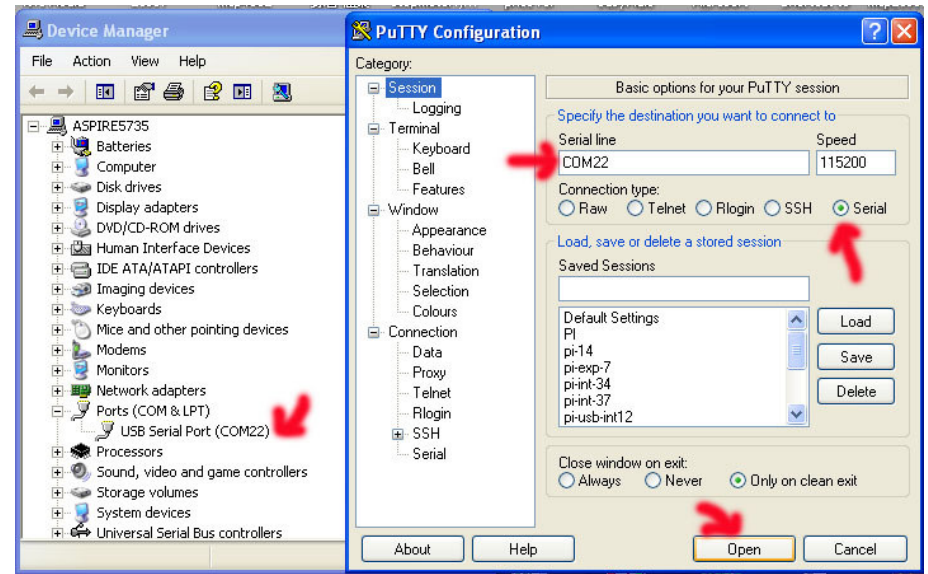 Device Manager
File Action View Help
ASPIRE5735
Batteries
Computer
Disk drives
Display adapters
DVD/CD-ROM drives
Human Interface Devices
IDE ATA/ATAPI controllers
Imaging devices
Keyboards
Mice and other pointing devices
Modems
Monitors
Network adapters
Ports (COM & LPT)
USB Serial Port (COM22)
Processors
Sound, video and game controllers
Storage volumes
System devices
Universal Serial Bus controllers
PuTTY Configuration
Category:
Session
Logging
Terminal
Keyboard
Bell
Features
Window
Appearance
Behaviour
Translation
Selection
Colours
Connection
Data
Proxy
Telnet
Rlogin
SSH
Serial
Basic options for your PuTTY session
Specify the destination you want to connect to
Serial line Speed
COM22 115200
Connection type:
Raw Telnet Rlogin SSH Serial
Load, save or delete a stored session
Saved Sessions
Default Settings
PI
pi-14
pi-exp-7
pi-int-34
pi-int-37
pi-usb-int12
Load
Save
Delete
Close window on exit:
Always Never Only on clean exit
About Help Open Cancel